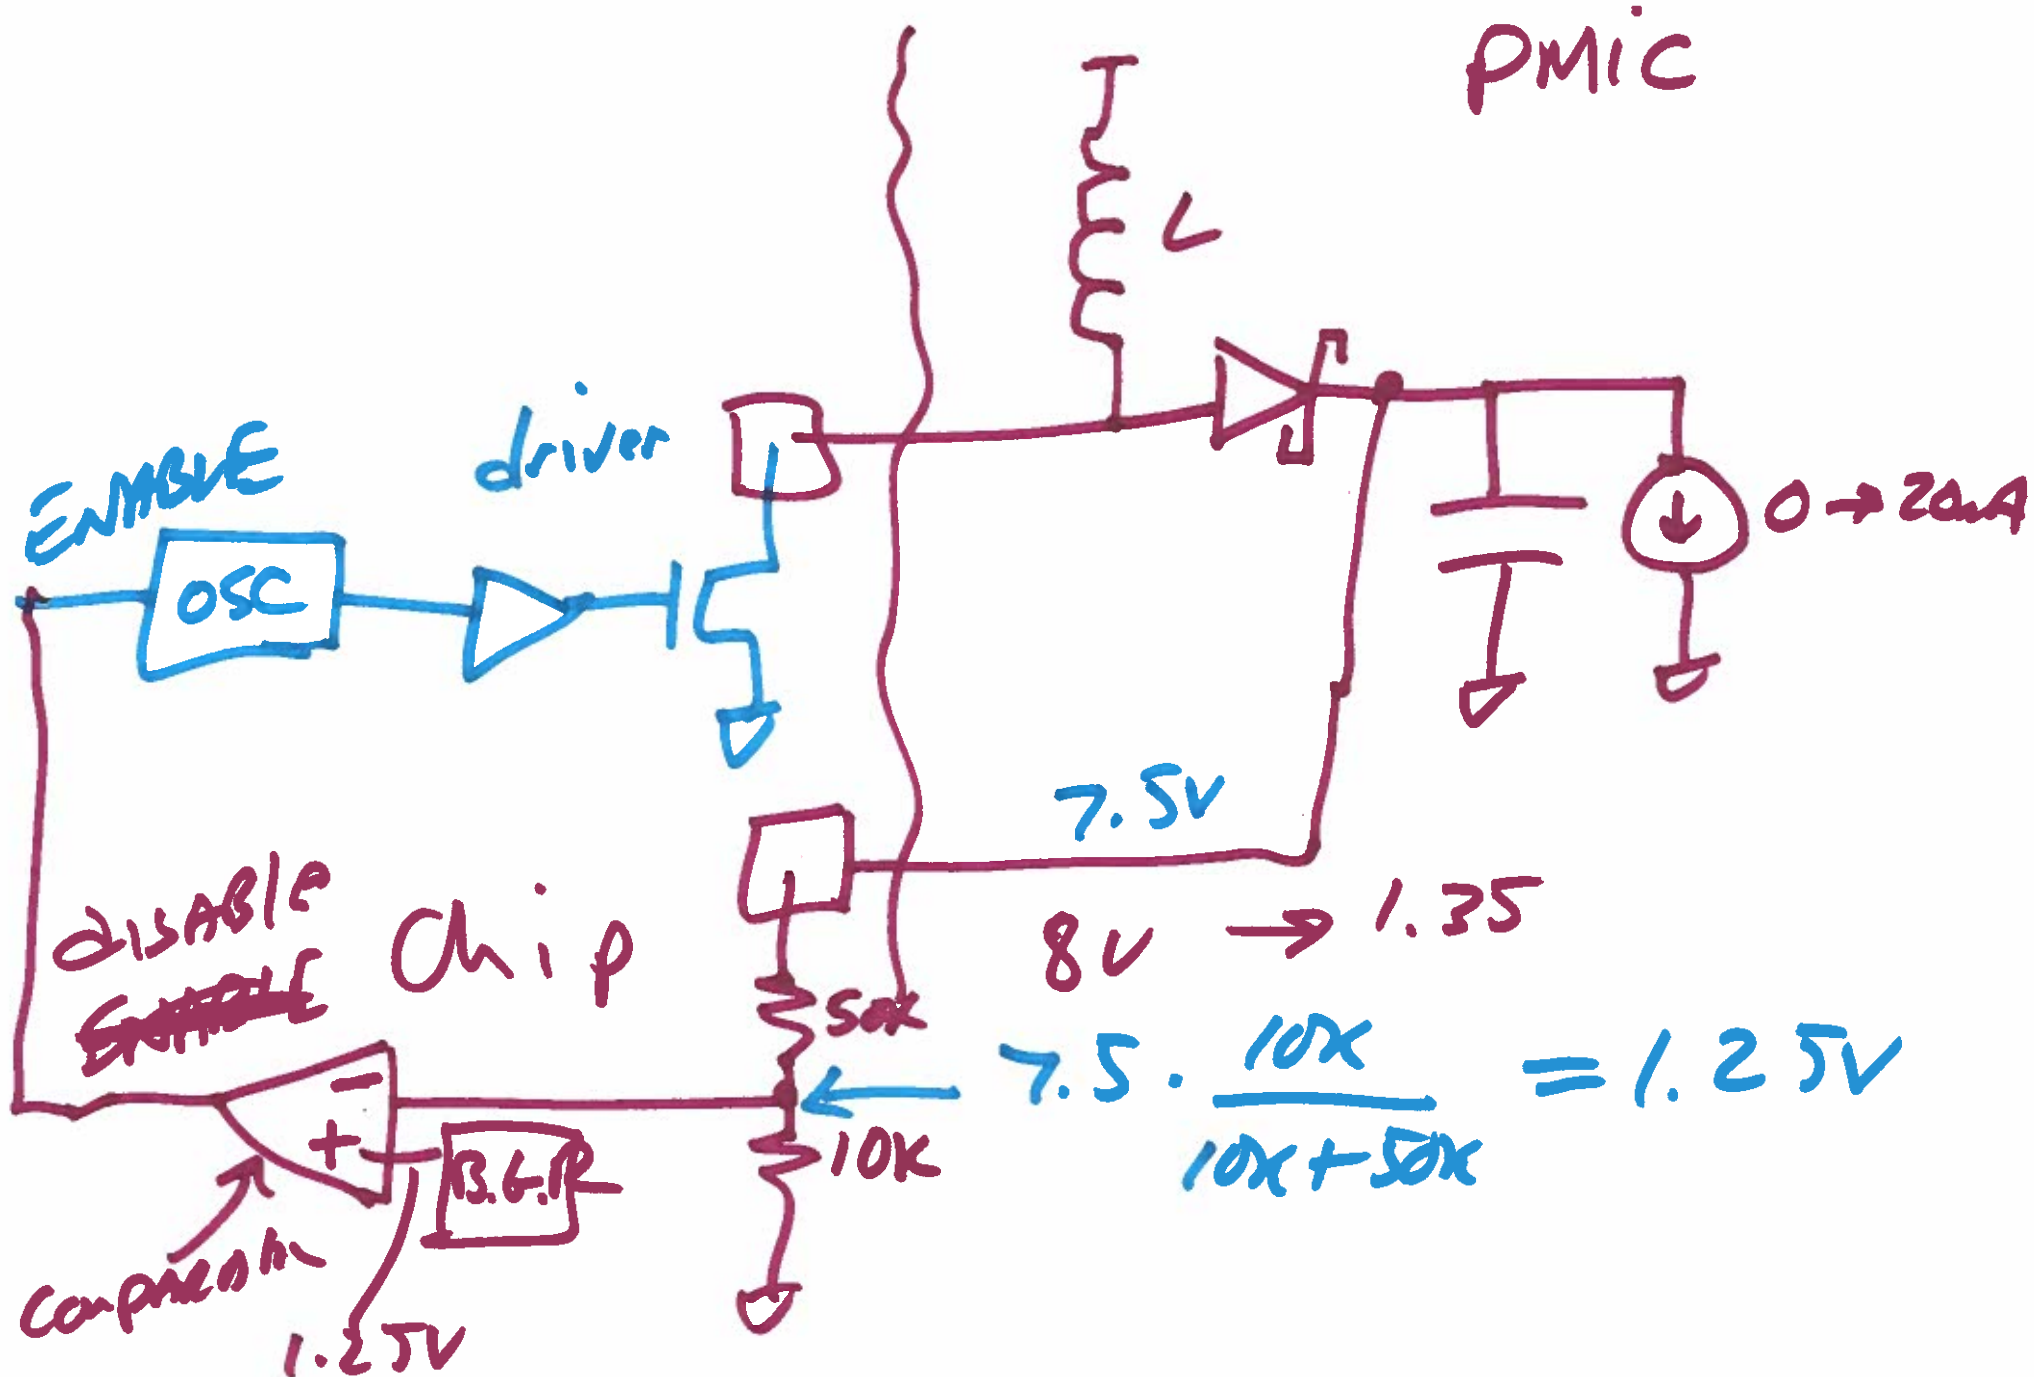 PMIC
L
driver
ENABLE
OSC
0 → 20mA
7.5V
DISABLE
Chip
8V → 1.35
50K
7.5 · 10K / 10K + 50K = 1.25V
10K
B.G.R
comparator
1.25V